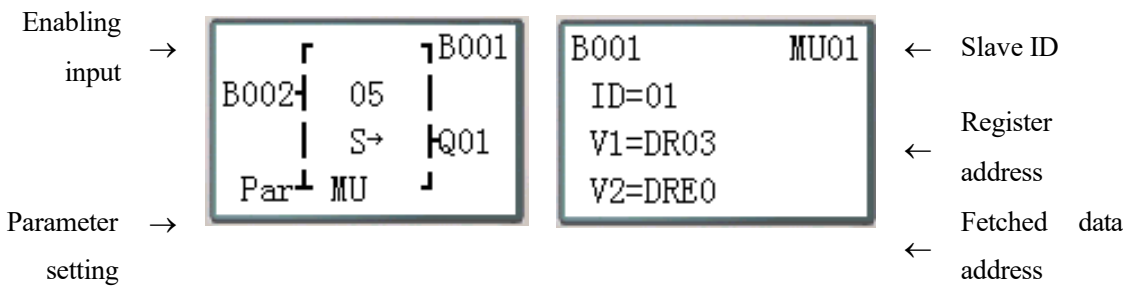 Enabling
input
→
B001
B002
05
S→
Q01
Par
MU
Parameter
setting
→
B001 MU01
ID=01
V1=DR03
V2=DRE0
← Slave ID
Register
←
address
Fetched data
←
address